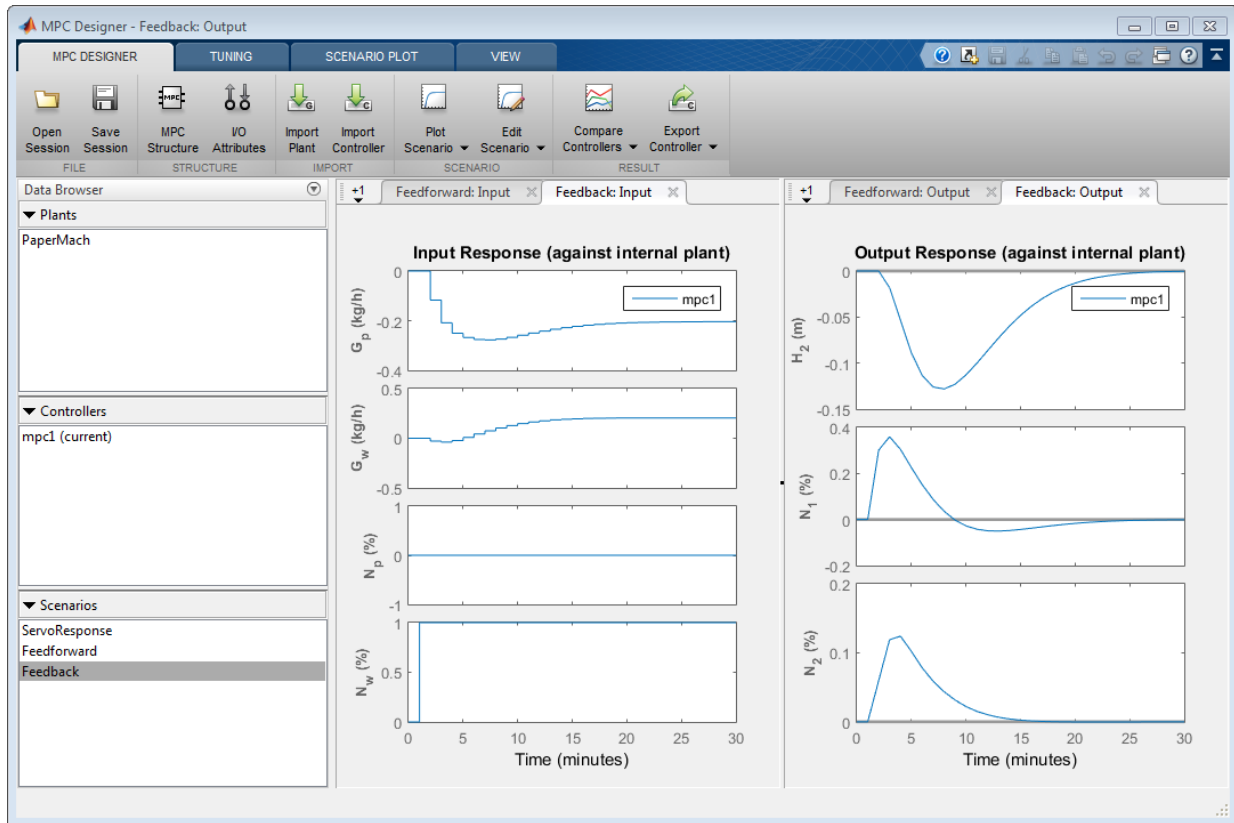 MPC Designer - Feedback: Output
MPC DESIGNER TUNING SCENARIO PLOT VIEW
Open Session
Save Session
MPC Structure
I/O Attributes
Import Plant
Import Controller
Plot Scenario
Edit Scenario
Compare Controllers
Export Controller
FILE STRUCTURE IMPORT SCENARIO RESULT
Data Browser
Plants
PaperMach
Controllers
mpc1 (current)
Scenarios
ServoResponse
Feedforward
Feedback
+1 Feedforward: Input Feedback: Input
Input Response (against internal plant)
mpc1
G_p (kg/h)
0
-0.2
-0.4
G_w (kg/h)
0.5
0
-0.5
N_p (%)
1
0
-1
N_w (%)
1
0.5
0
0 5 10 15 20 25 30
Time (minutes)
+1 Feedforward: Output Feedback: Output
Output Response (against internal plant)
mpc1
H_2 (m)
0
-0.05
-0.1
-0.15
N_1 (%)
0.4
0.2
0
-0.2
N_2 (%)
0.2
0.1
0
0 5 10 15 20 25 30
Time (minutes)